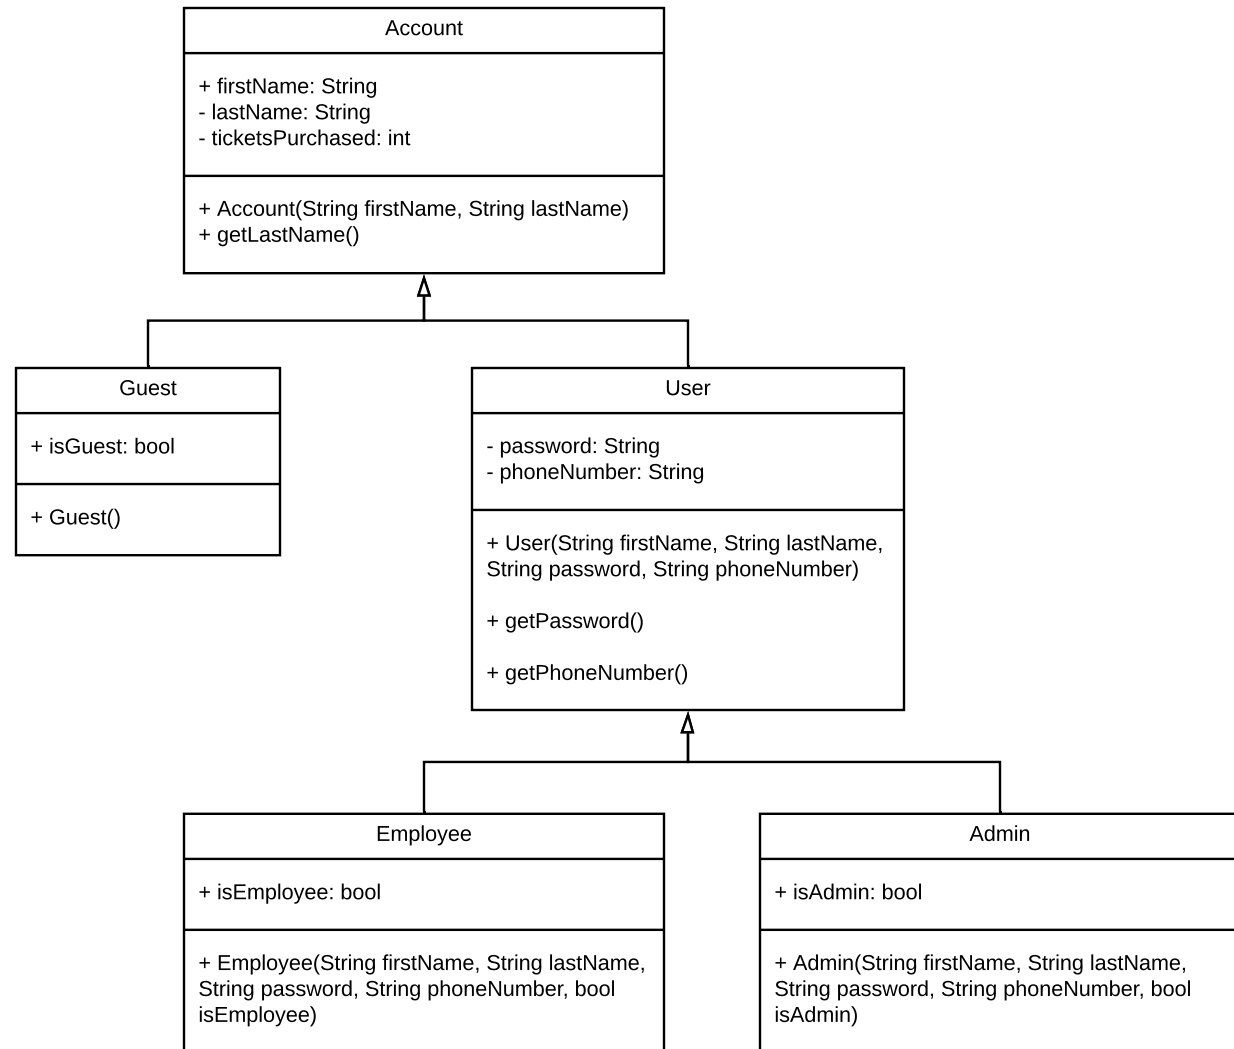 Account
+ firstName: String
- lastName: String
- ticketsPurchased: int
+ Account(String firstName, String lastName)
+ getLastName()
Guest
+ isGuest: bool
+ Guest()
User
- password: String
- phoneNumber: String
+ User(String firstName, String lastName,
String password, String phoneNumber)
+ getPassword()
+ getPhoneNumber()
Employee
+ isEmployee: bool
+ Employee(String firstName, String lastName,
String password, String phoneNumber, bool
isEmployee)
Admin
+ isAdmin: bool
+ Admin(String firstName, String lastName,
String password, String phoneNumber, bool
isAdmin)